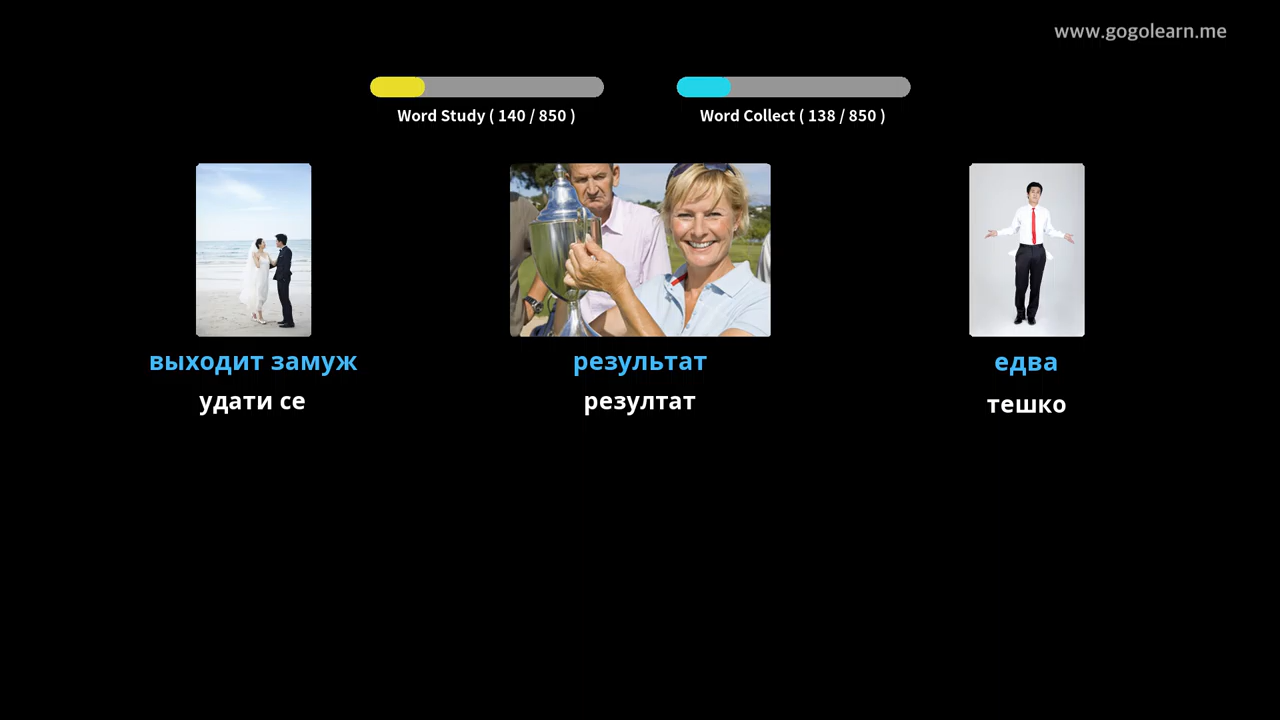 www.gogolearn.me
Word Study ( 140 / 850 )
Word Collect ( 138 / 850 )
выходит замуж
результат
едва
удати се
резултат
тешко